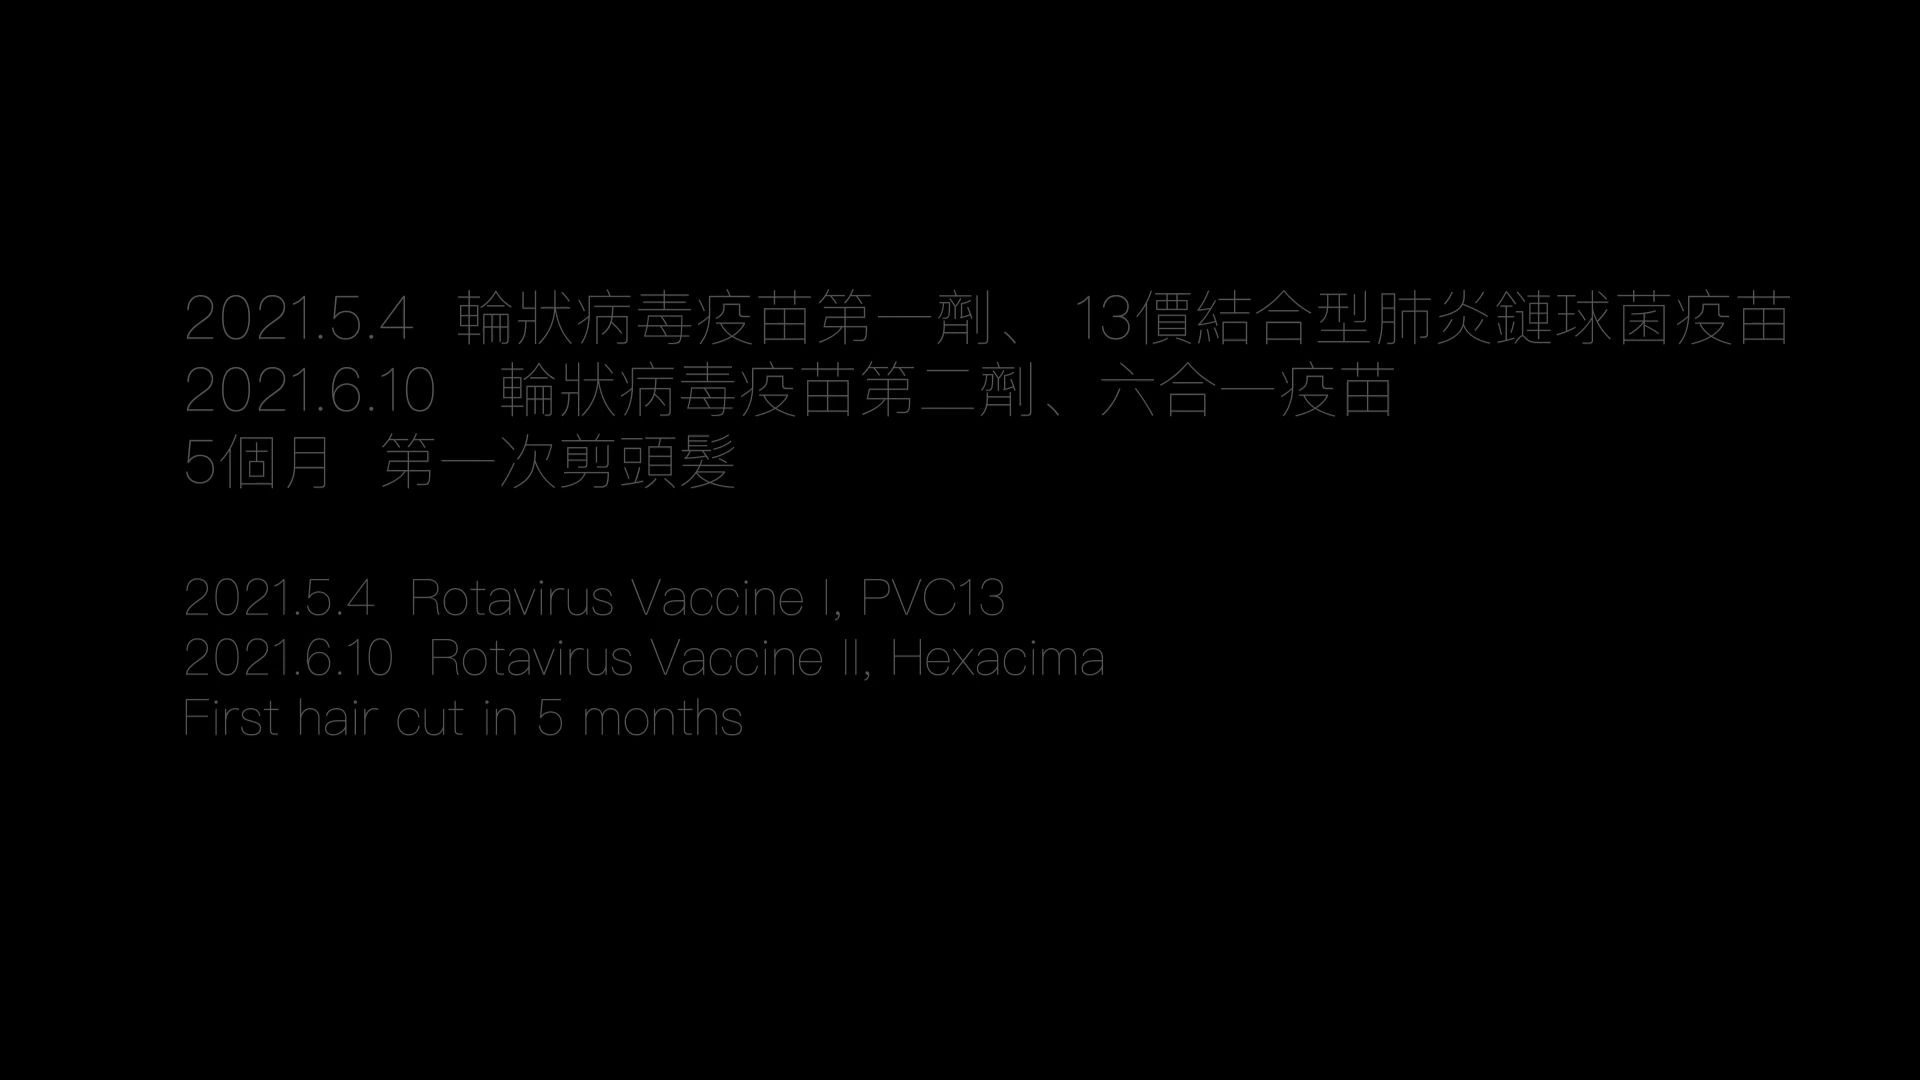 2021.5.4 輪狀病毒疫苗第一劑、 13價結合型肺炎鏈球菌疫苗
2021.6.10 輪狀病毒疫苗第二劑、六合一疫苗
5個月 第一次剪頭髮
2021.5.4 Rotavirus Vaccine I, PVC13
2021.6.10 Rotavirus Vaccine II, Hexacima
First hair cut in 5 months